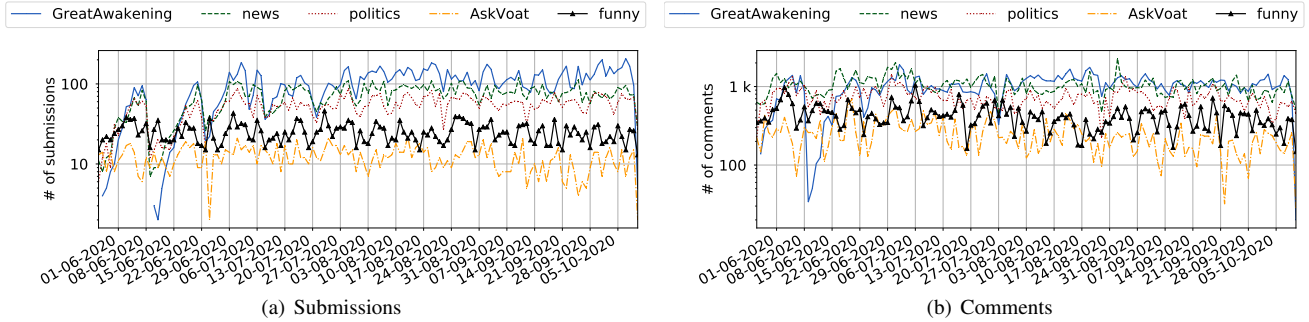 GreatAwakening news politics AskVoat funny
# of submissions
100
10
01-06-2020 08-06-2020 15-06-2020 22-06-2020 29-06-2020 06-07-2020 13-07-2020 20-07-2020 27-07-2020 03-08-2020 10-08-2020 17-08-2020 24-08-2020 31-08-2020 07-09-2020 14-09-2020 21-09-2020 28-09-2020 05-10-2020
(a) Submissions
GreatAwakening news politics AskVoat funny
# of comments
1 k
100
01-06-2020 08-06-2020 15-06-2020 22-06-2020 29-06-2020 06-07-2020 13-07-2020 20-07-2020 27-07-2020 03-08-2020 10-08-2020 17-08-2020 24-08-2020 31-08-2020 07-09-2020 14-09-2020 21-09-2020 28-09-2020 05-10-2020
(b) Comments